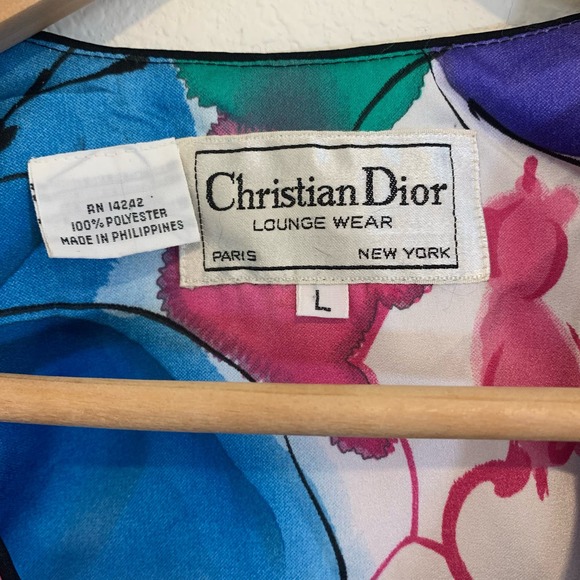 RN 14242
100% POLYESTER
MADE IN PHILIPPINES
Christian Dior
LOUNGE WEAR
PARIS NEW YORK
L